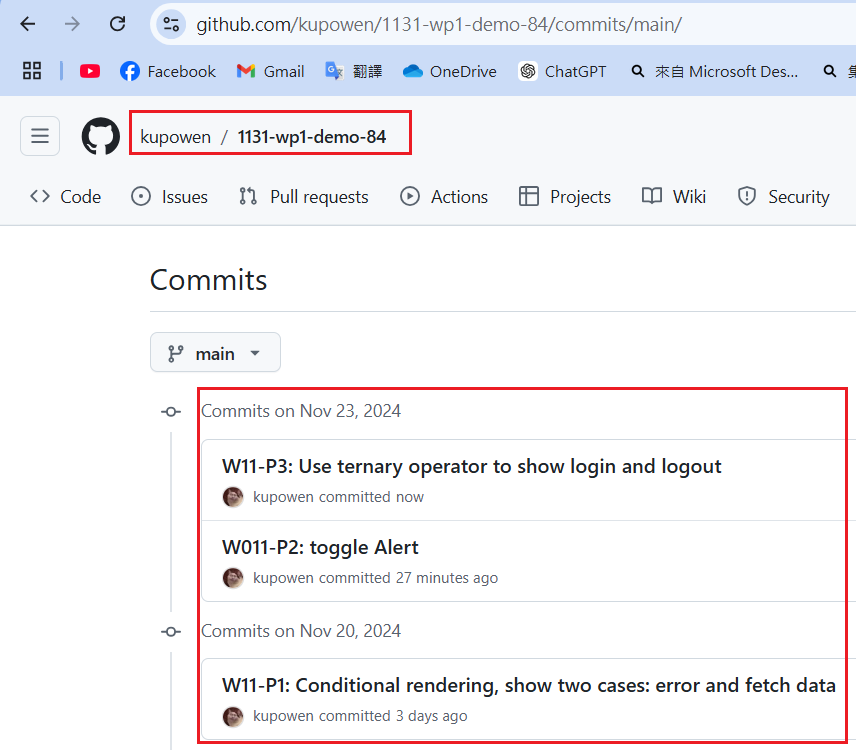 github.com/kupowen/1131-wp1-demo-84/commits/main/
Facebook Gmail 翻譯 OneDrive ChatGPT 來自 Microsoft Des...
kupowen / 1131-wp1-demo-84
Code Issues Pull requests Actions Projects Wiki Security
Commits
main
Commits on Nov 23, 2024
W11-P3: Use ternary operator to show login and logout
kupowen committed now
W011-P2: toggle Alert
kupowen committed 27 minutes ago
Commits on Nov 20, 2024
W11-P1: Conditional rendering, show two cases: error and fetch data
kupowen committed 3 days ago